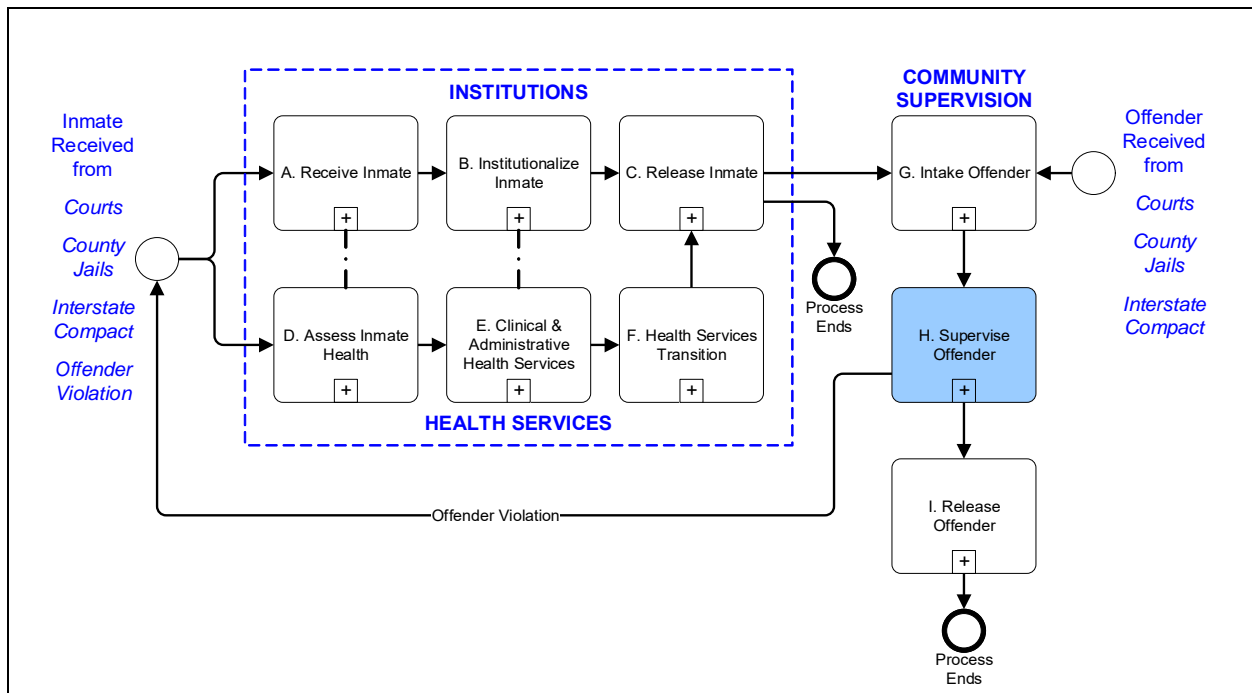 INSTITUTIONS
COMMUNITY
SUPERVISION
Inmate
Received
from
Courts
County
Jails
Interstate
Compact
Offender
Violation
A. Receive Inmate
+
B. Institutionalize
Inmate
+
C. Release Inmate
+
G. Intake Offender
+
Offender
Received
from
Courts
County
Jails
Interstate
Compact
Process
Ends
D. Assess Inmate
Health
+
E. Clinical &
Administrative
Health Services
+
F. Health Services
Transition
+
H. Supervise
Offender
+
HEALTH SERVICES
Offender Violation
I. Release
Offender
+
Process
Ends